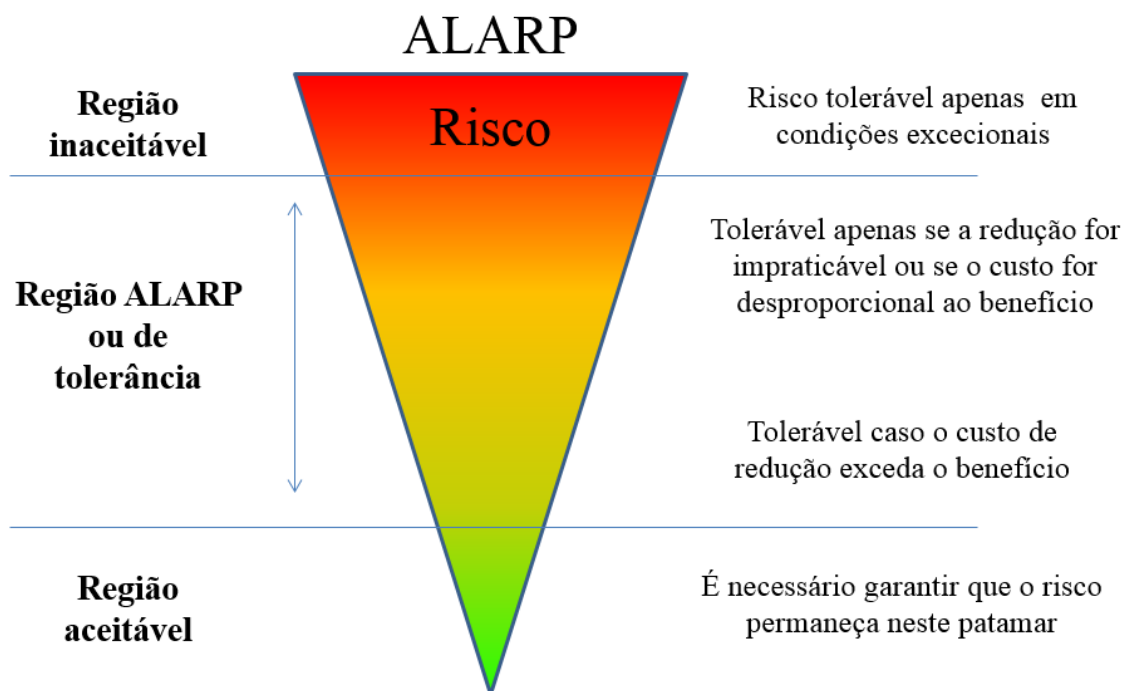 ALARP
Região
inaceitável
Risco
Risco tolerável apenas em
condições excecionais
Região ALARP
ou de
tolerância
Tolerável apenas se a redução for
impraticável ou se o custo for
desproporcional ao benefício
Tolerável caso o custo de
redução exceda o benefício
Região
aceitável
É necessário garantir que o risco
permaneça neste patamar